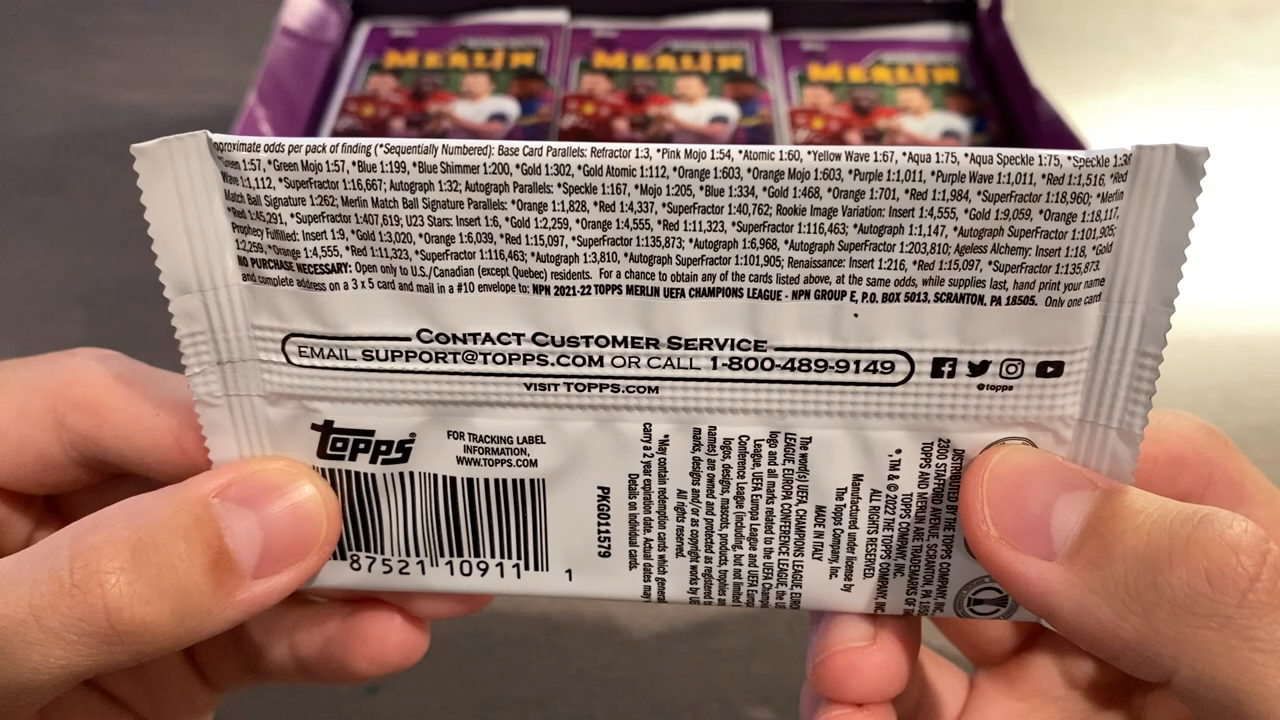 MERLIN
MERLIN
MERLIN
proximate odds per pack of finding (*Sequentially Numbered): Base Card Parallels: Refractor 1:3, *Pink Mojo 1:54, *Atomic 1:60, *Yellow Wave 1:67, *Aqua 1:75, *Aqua Speckle 1:75, *Speckle
1:57, *Green Mojo 1:57, *Blue 1:199, *Blue Shimmer 1:200, *Gold 1:302, *Gold Atomic 1:112, *Orange 1:603, *Orange Mojo 1:603, *Purple 1:1,011, *Purple Wave 1:1,011, *Red 1:1,516, *Red
Wave 1:1,112, *SuperFractor 1:16,667; Autograph 1:32; Autograph Parallels: *Speckle 1:167, *Mojo 1:205, *Blue 1:334, *Gold 1:468, *Orange 1:701, *Red 1:1,984, *SuperFractor 1:18,960; *Merlin
Match Ball Signature 1:262; Merlin Match Ball Signature Parallels: *Orange 1:1,828, *Red 1:4,337, *SuperFractor 1:40,762; Rookie Image Variation: Insert 1:4,555, *Gold 1:9,059, *Orange 1:18,117,
*Red 1:45,291, *SuperFractor 1:407,619; U23 Stars: Insert 1:6, *Gold 1:2,259, *Orange 1:4,555, *Red 1:11,323, *SuperFractor 1:116,463; *Autograph 1:1,147, *Autograph SuperFractor 1:101,905;
Prophecy Fulfilled: Insert 1:9, *Gold 1:3,020, *Orange 1:6,039, *Red 1:15,097, *SuperFractor 1:135,873; *Autograph 1:6,968, *Autograph SuperFractor 1:203,810; Ageless Alchemy: Insert 1:18, *Gold
1:2,259, *Orange 1:4,555, *Red 1:11,323, *SuperFractor 1:116,463; *Autograph 1:3,810, *Autograph SuperFractor 1:101,905; Renaissance: Insert 1:216, *Red 1:15,097, *SuperFractor 1:135,873.
NO PURCHASE NECESSARY: Open only to U.S./Canadian (except Quebec) residents. For a chance to obtain any of the cards listed above, at the same odds, while supplies last, hand print your name
and complete address on a 3 x 5 card and mail in a #10 envelope to: NPN 2021-22 TOPPS MERLIN UEFA CHAMPIONS LEAGUE - NPN GROUP E, P.O. BOX 5013, SCRANTON, PA 18505. Only one card
CONTACT CUSTOMER SERVICE
EMAIL SUPPORT@TOPPS.COM OR CALL 1-800-489-9149
VISIT TOPPS.COM
@topps
topps
FOR TRACKING LABEL
INFORMATION,
WWW.TOPPS.COM
87521 10911 1
PKG011579
*May contain redemption cards which
carry a 2 year expiration date. Actual dates may
Details on individual cards.
The word(s) UEFA, CHAMPIONS LEAGUE,
LEAGUE, EUROPA CONFERENCE LEAGUE, the
logo and all marks related to the UEFA
League, UEFA Europa League and UEFA
Conference League (including, but not limited
logos, designs, mascots, products, trophies
names) are owned and protected as registered
marks, designs and/or as copyright works by
All rights reserved.
Manufactured under license by
The Topps Company, Inc.
MADE IN ITALY
DISTRIBUTED BY THE TOPPS COMPANY, INC.
2300 STAFFORD AVENUE, SCRANTON, PA
TOPPS AND MERLIN ARE TRADEMARKS OF
TOPPS COMPANY, INC.
®, TM & © 2022 THE TOPPS COMPANY, INC.
ALL RIGHTS RESERVED.